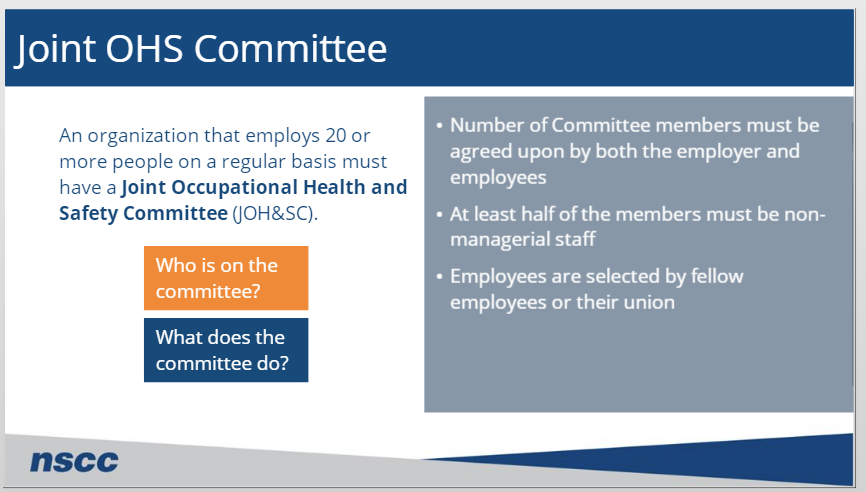 Joint OHS Committee
An organization that employs 20 or
more people on a regular basis must
have a Joint Occupational Health and
Safety Committee (JOH&SC).
Who is on the
committee?
What does the
committee do?
• Number of Committee members must be
agreed upon by both the employer and
employees
• At least half of the members must be non-
managerial staff
• Employees are selected by fellow
employees or their union
nscc